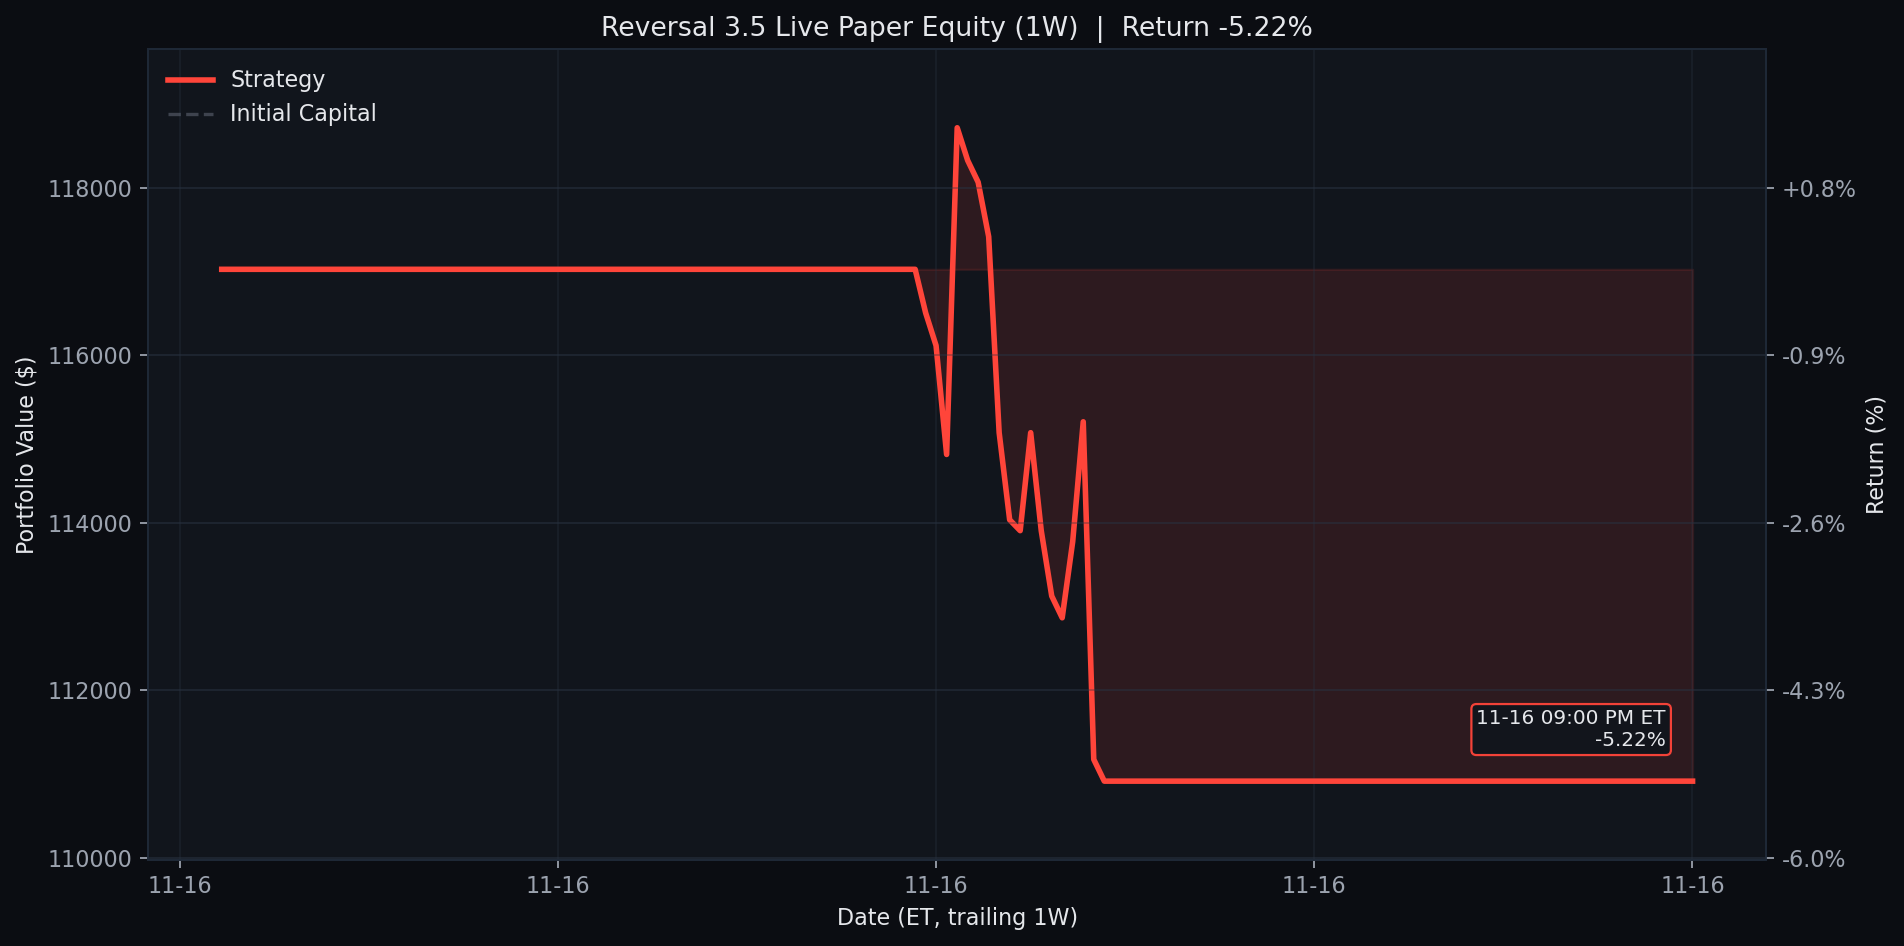 Reversal 3.5 Live Paper Equity (1W)  |  Return -5.22%
Strategy
Initial Capital
118000
116000
114000
112000
110000
Portfolio Value ($)
+0.8%
-0.9%
-2.6%
-4.3%
-6.0%
Return (%)
11-16 09:00 PM ET
-5.22%
11-16
11-16
11-16
11-16
11-16
Date (ET, trailing 1W)